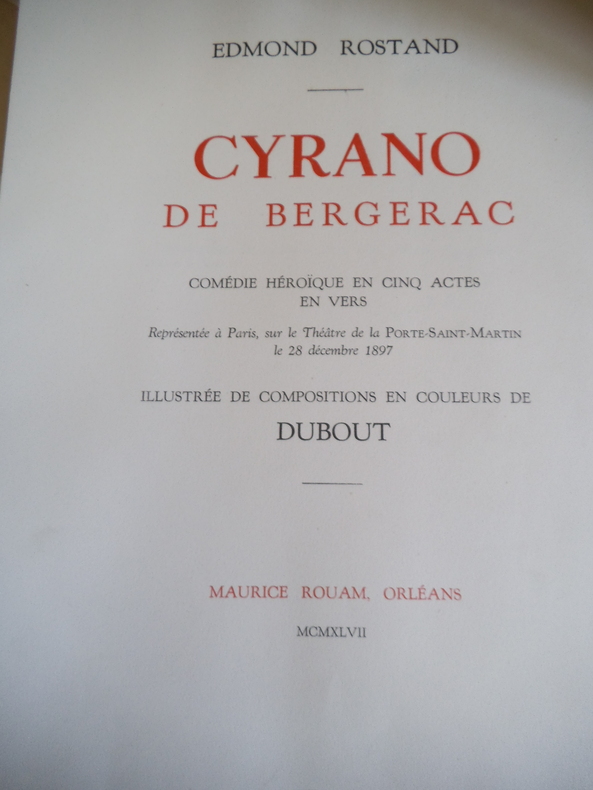 EDMOND ROSTAND
CYRANO
DE BERGERAC
COMÉDIE HÉROÏQUE EN CINQ ACTES
EN VERS
Représentée à Paris, sur le Théâtre de la PORTE-SAINT-MARTIN
le 28 décembre 1897
ILLUSTRÉE DE COMPOSITIONS EN COULEURS DE
DUBOUT
MAURICE ROUAM, ORLÉANS
MCMXLVII